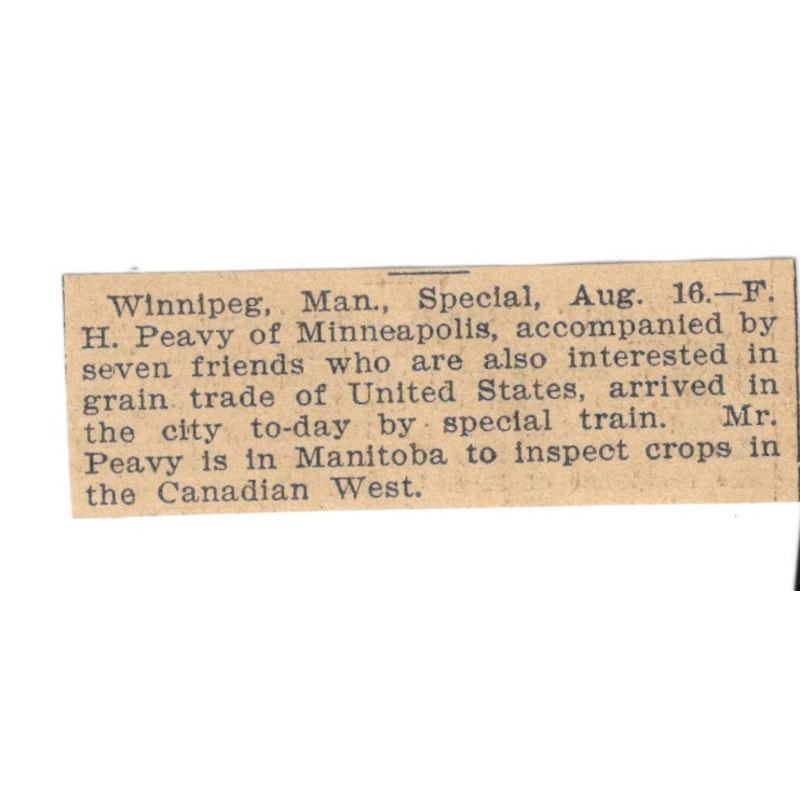 Winnipeg, Man., Special, Aug. 16.—F.
H. Peavy of Minneapolis, accompanied by
seven friends who are also interested in
grain trade of United States, arrived in
the city to-day by special train. Mr.
Peavy is in Manitoba to inspect crops in
the Canadian West.